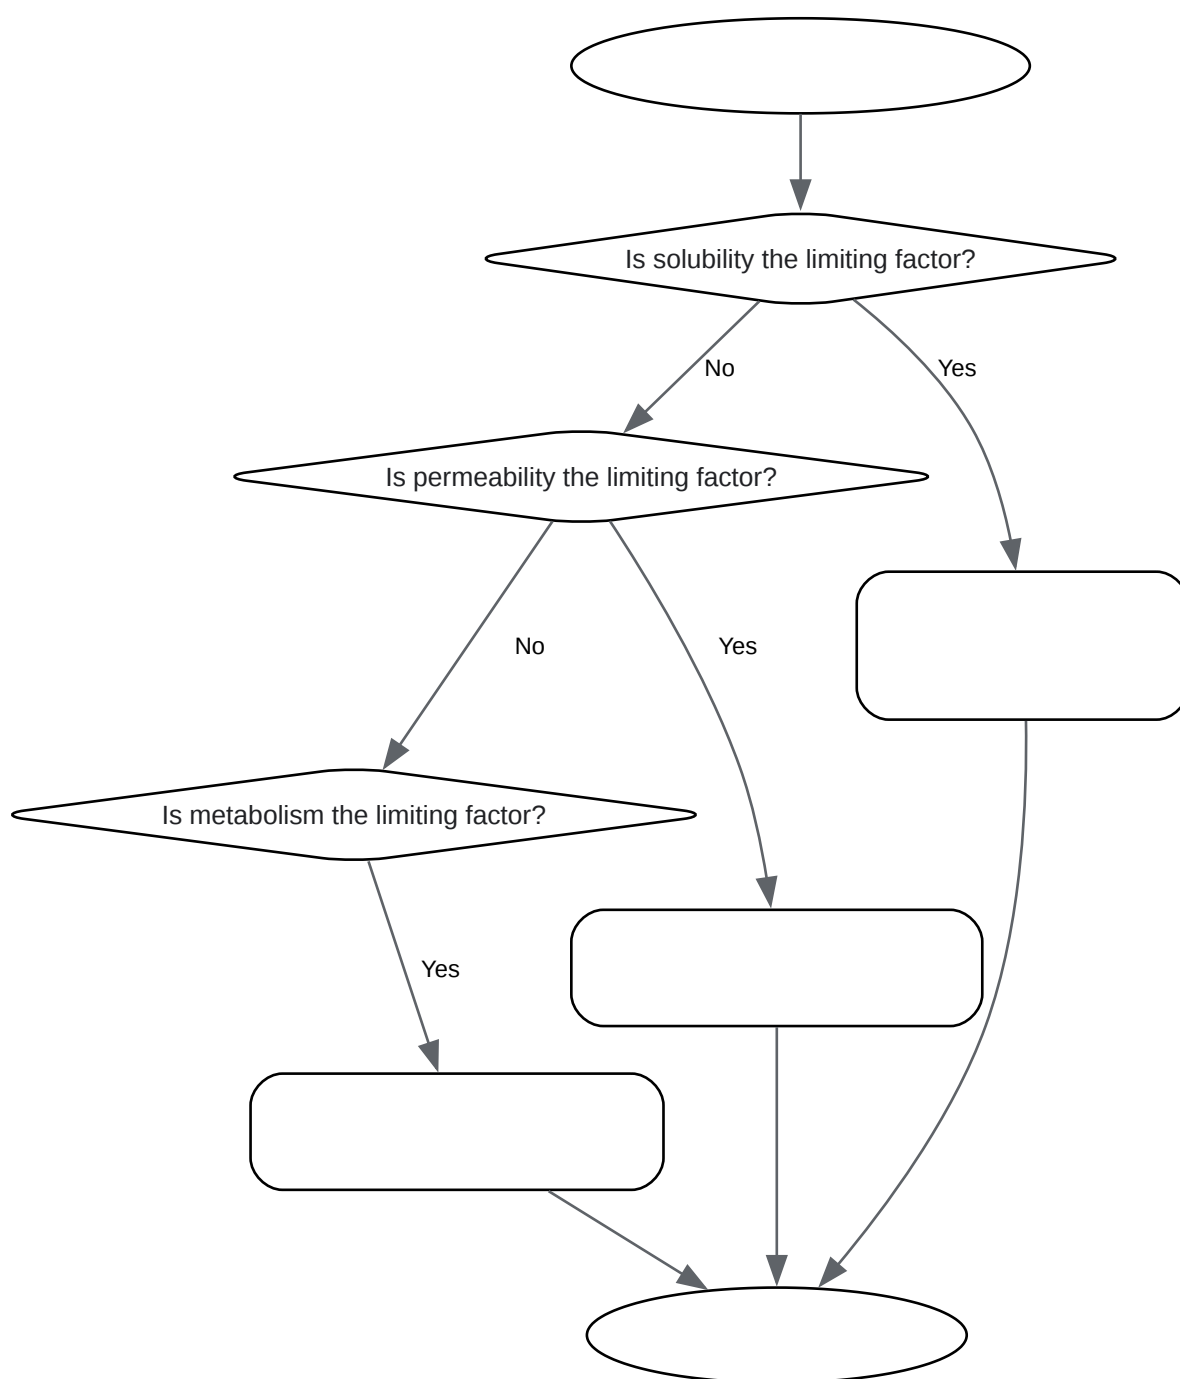 Is solubility the limiting factor?
No
Yes
Is permeability the limiting factor?
No
Yes
Is metabolism the limiting factor?
Yes